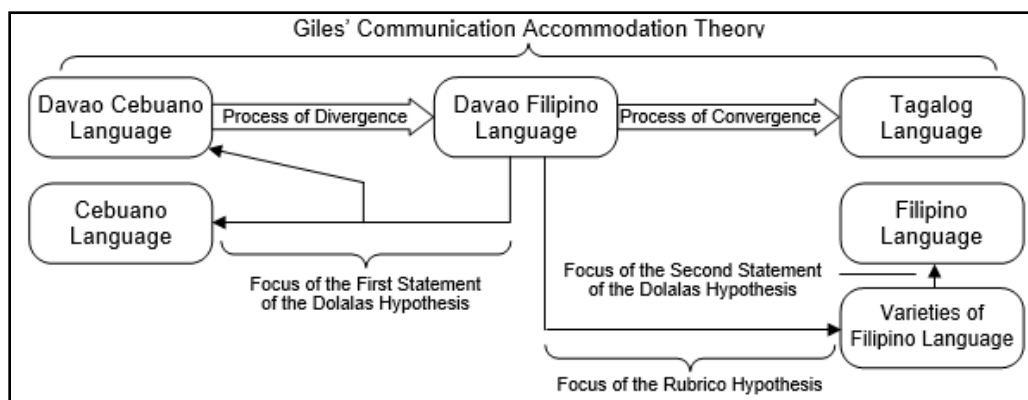 Giles' Communication Accommodation Theory
Davao Cebuano
Language
Process of Divergence
Davao Filipino
Language
Process of Convergence
Tagalog
Language
Cebuano
Language
Filipino
Language
Focus of the First Statement
of the Dolalas Hypothesis
Focus of the Second Statement
of the Dolalas Hypothesis
Varieties of
Filipino Language
Focus of the Rubrico Hypothesis